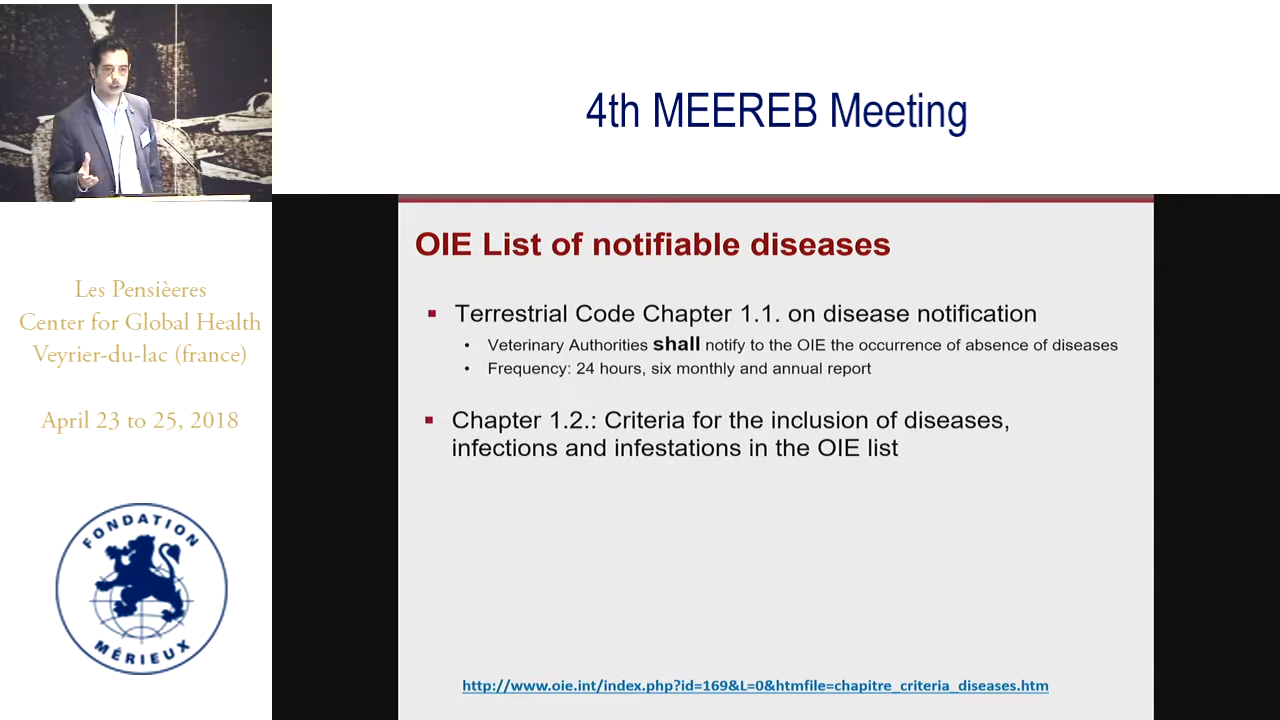 4th MEEREB Meeting
OIE List of notifiable diseases
Terrestrial Code Chapter 1.1. on disease notification
Veterinary Authorities shall notify to the OIE the occurrence of absence of diseases
Frequency: 24 hours, six monthly and annual report
Chapter 1.2.: Criteria for the inclusion of diseases,
infections and infestations in the OIE list
http://www.oie.int/index.php?id=169&L=0&htmfile=chapitre_criteria_diseases.htm
Les Pensièeres
Center for Global Health
Veyrier-du-lac (france)
April 23 to 25, 2018
FONDATION
MÉRIEUX